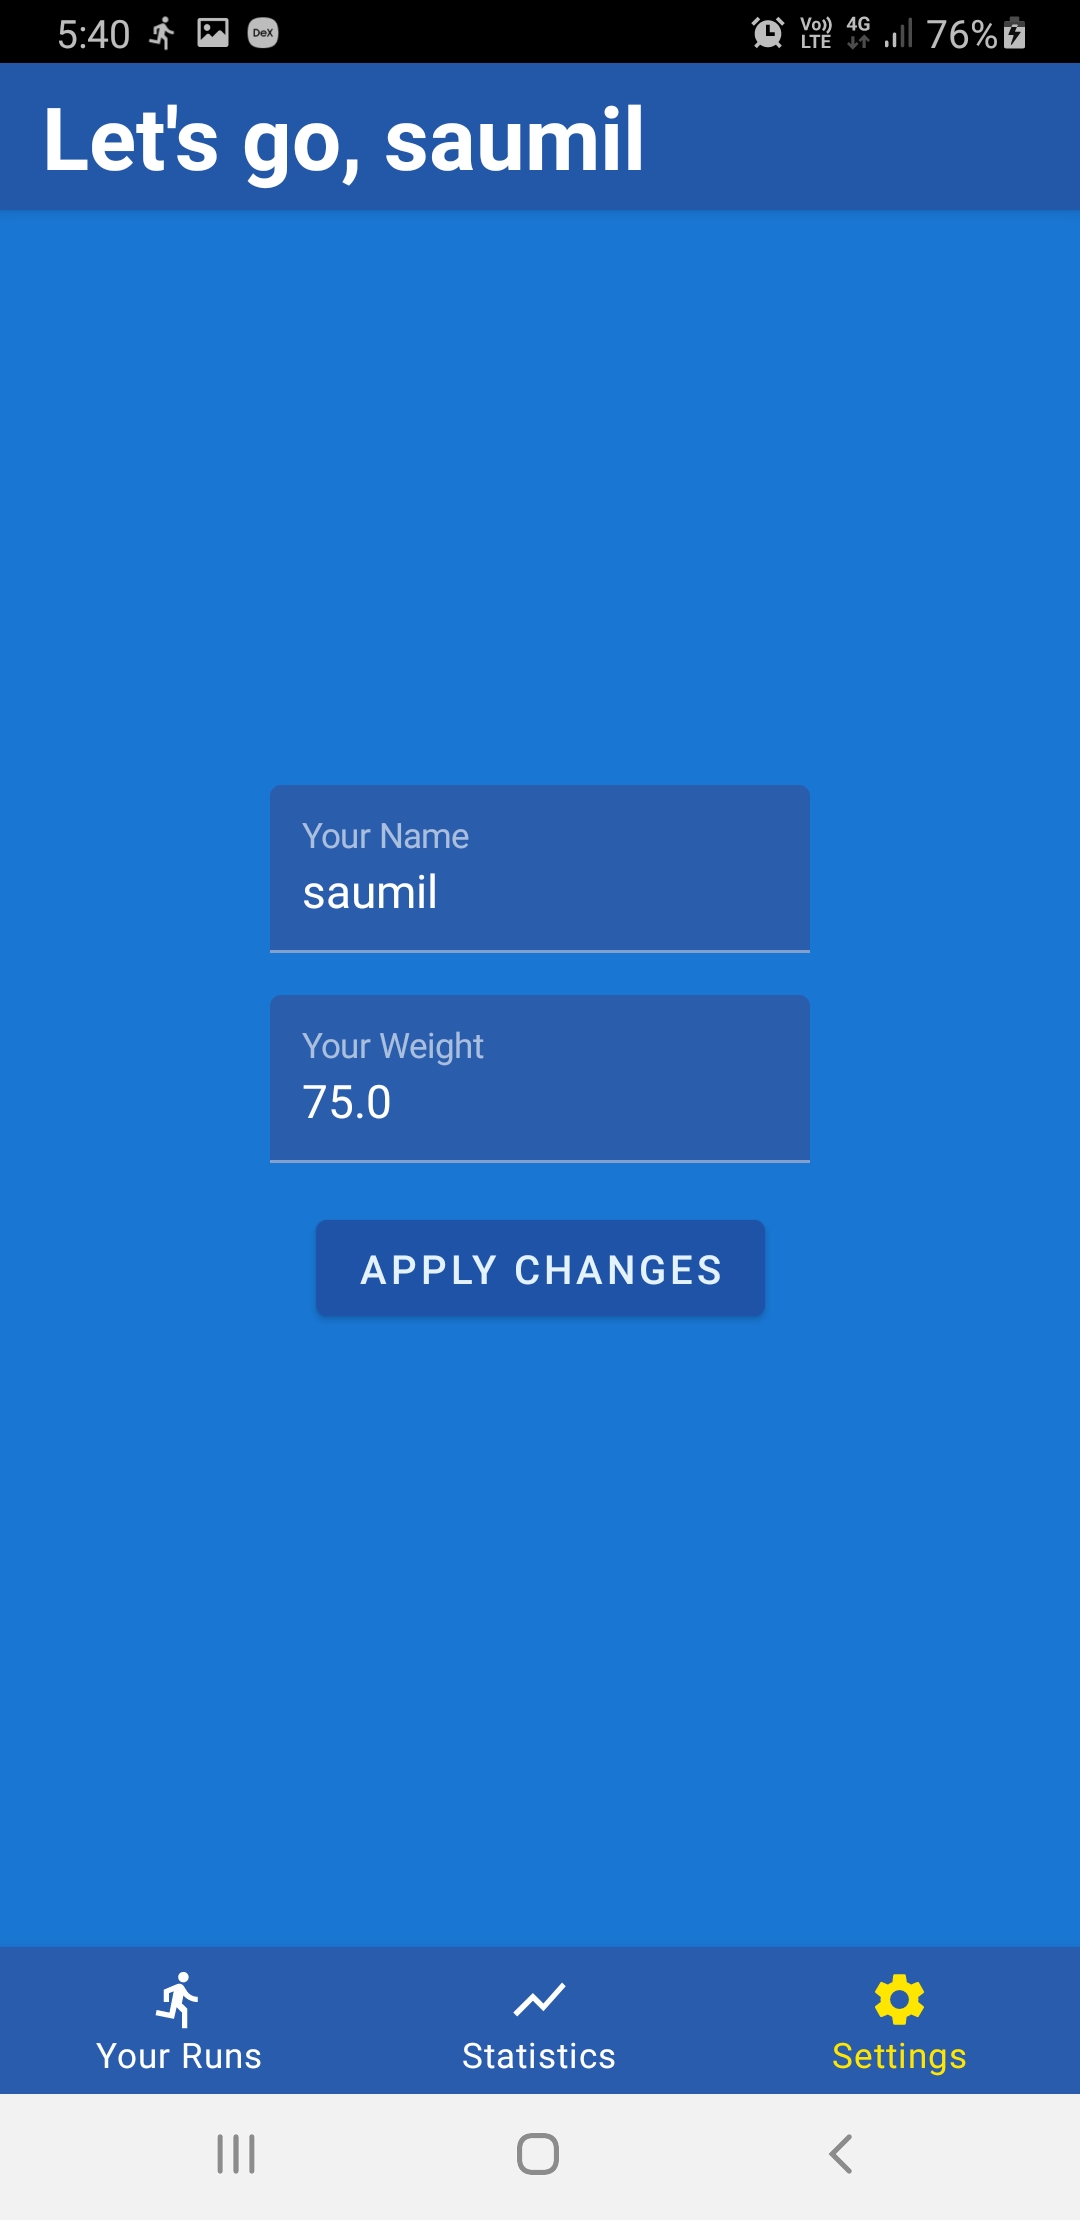 5:40 DeX Vo)) LTE 4G 76%
Let's go, saumil
Your Name
saumil
Your Weight
75.0
APPLY CHANGES
Your Runs Statistics Settings